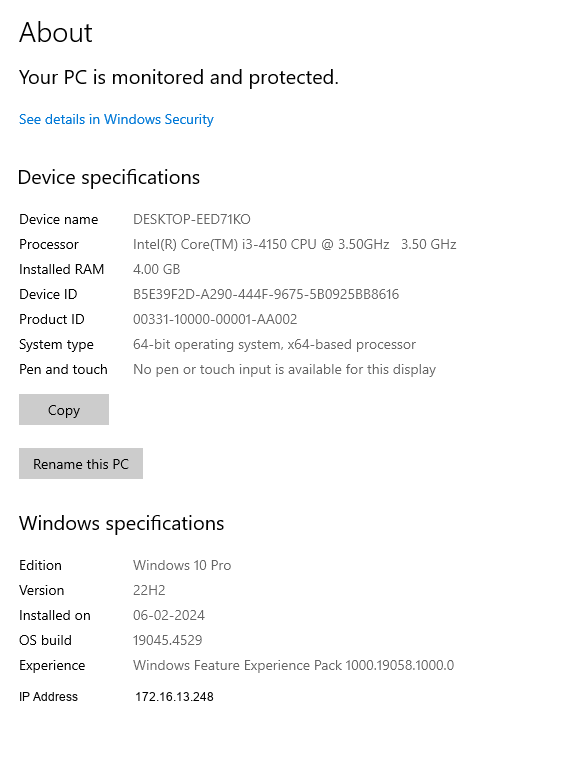 About
Your PC is monitored and protected.
See details in Windows Security
Device specifications
Device name DESKTOP-EED71KO
Processor Intel(R) Core(TM) i3-4150 CPU @ 3.50GHz 3.50 GHz
Installed RAM 4.00 GB
Device ID B5E39F2D-A290-444F-9675-5B0925BB8616
Product ID 00331-10000-00001-AA002
System type 64-bit operating system, x64-based processor
Pen and touch No pen or touch input is available for this display
Copy
Rename this PC
Windows specifications
Edition Windows 10 Pro
Version 22H2
Installed on 06-02-2024
OS build 19045.4529
Experience Windows Feature Experience Pack 1000.19058.1000.0
IP Address 172.16.13.248